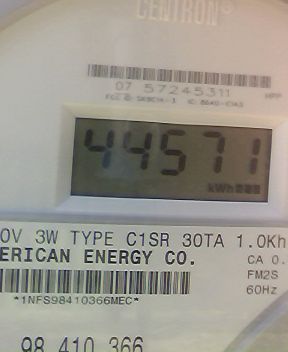 CENTRON®
07 57245311
44571
kWh
0V 3W TYPE C1SR 30TA 1.0Kh
ERICAN ENERGY CO.
CA 0.
FM2S
60Hz
*1NFS98410366MEC*
98 410 366